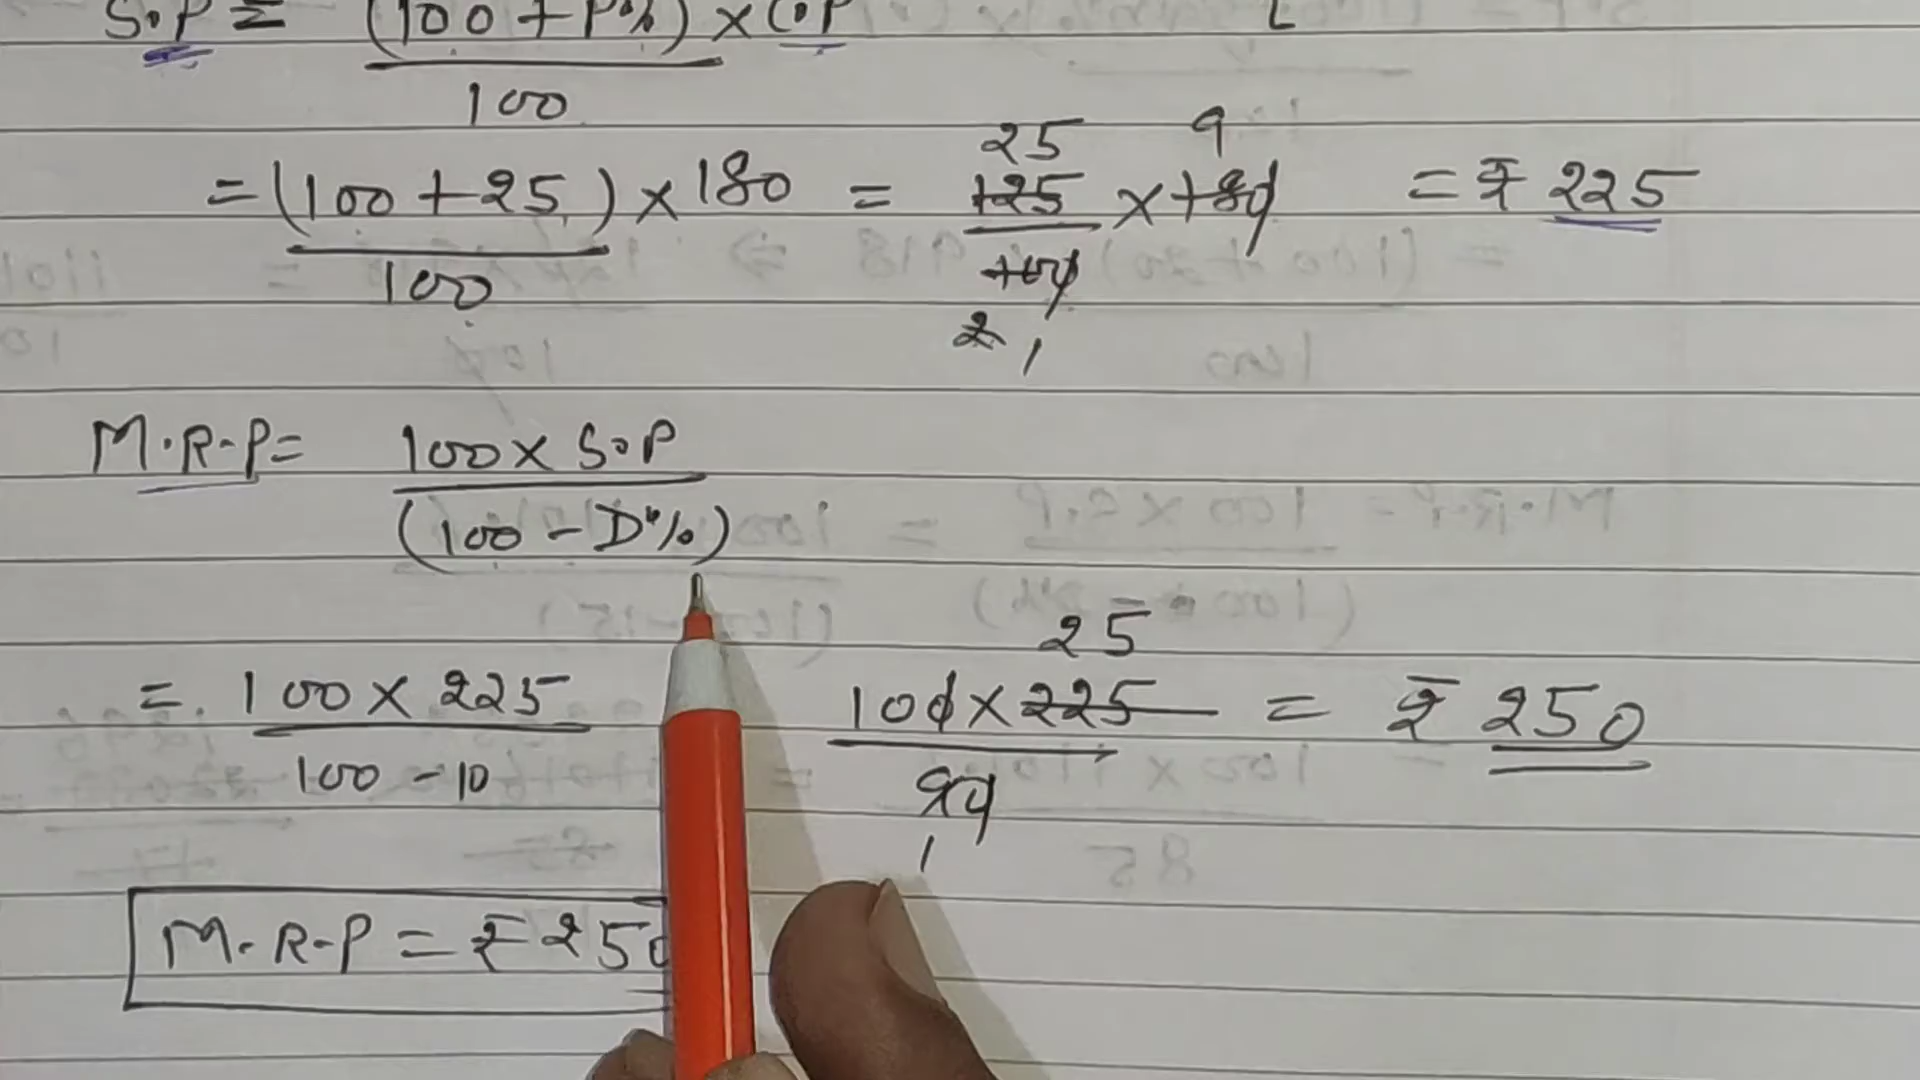 S.P = (100 + P%) × C.P
100
= (100 + 25) × 180 = 125 × 180 = ₹ 225
25 9
100 100
2 1
M.R.P = 100 × S.P
(100 - D%)
25
= 100 × 225 100 × 225 = ₹ 250
100 - 10 90
1
M.R.P = ₹ 250